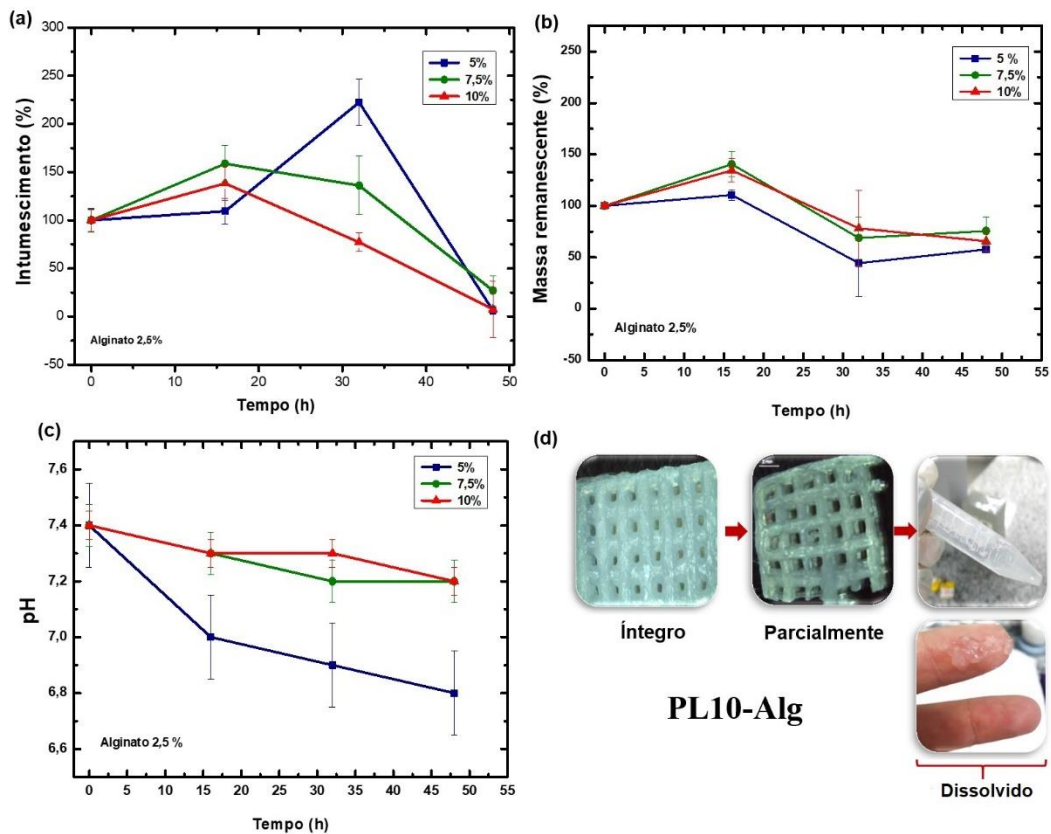 (a)
Intumescimento (%)
300
250
200
150
100
50
0
-50
5%
7,5%
10%
Alginato 2,5%
0 10 20 30 40 50
Tempo (h)
(b)
Massa remanescente (%)
250
200
150
100
50
0
-50
5 %
7,5%
10%
Alginato 2,5%
0 5 10 15 20 25 30 35 40 45 50 55
Tempo (h)
(c)
pH
7,6
7,4
7,2
7,0
6,8
6,6
5%
7,5%
10%
Alginato 2,5 %
0 5 10 15 20 25 30 35 40 45 50 55
Tempo (h)
(d)
Íntegro
Parcialmente
PL10-Alg
Dissolvido